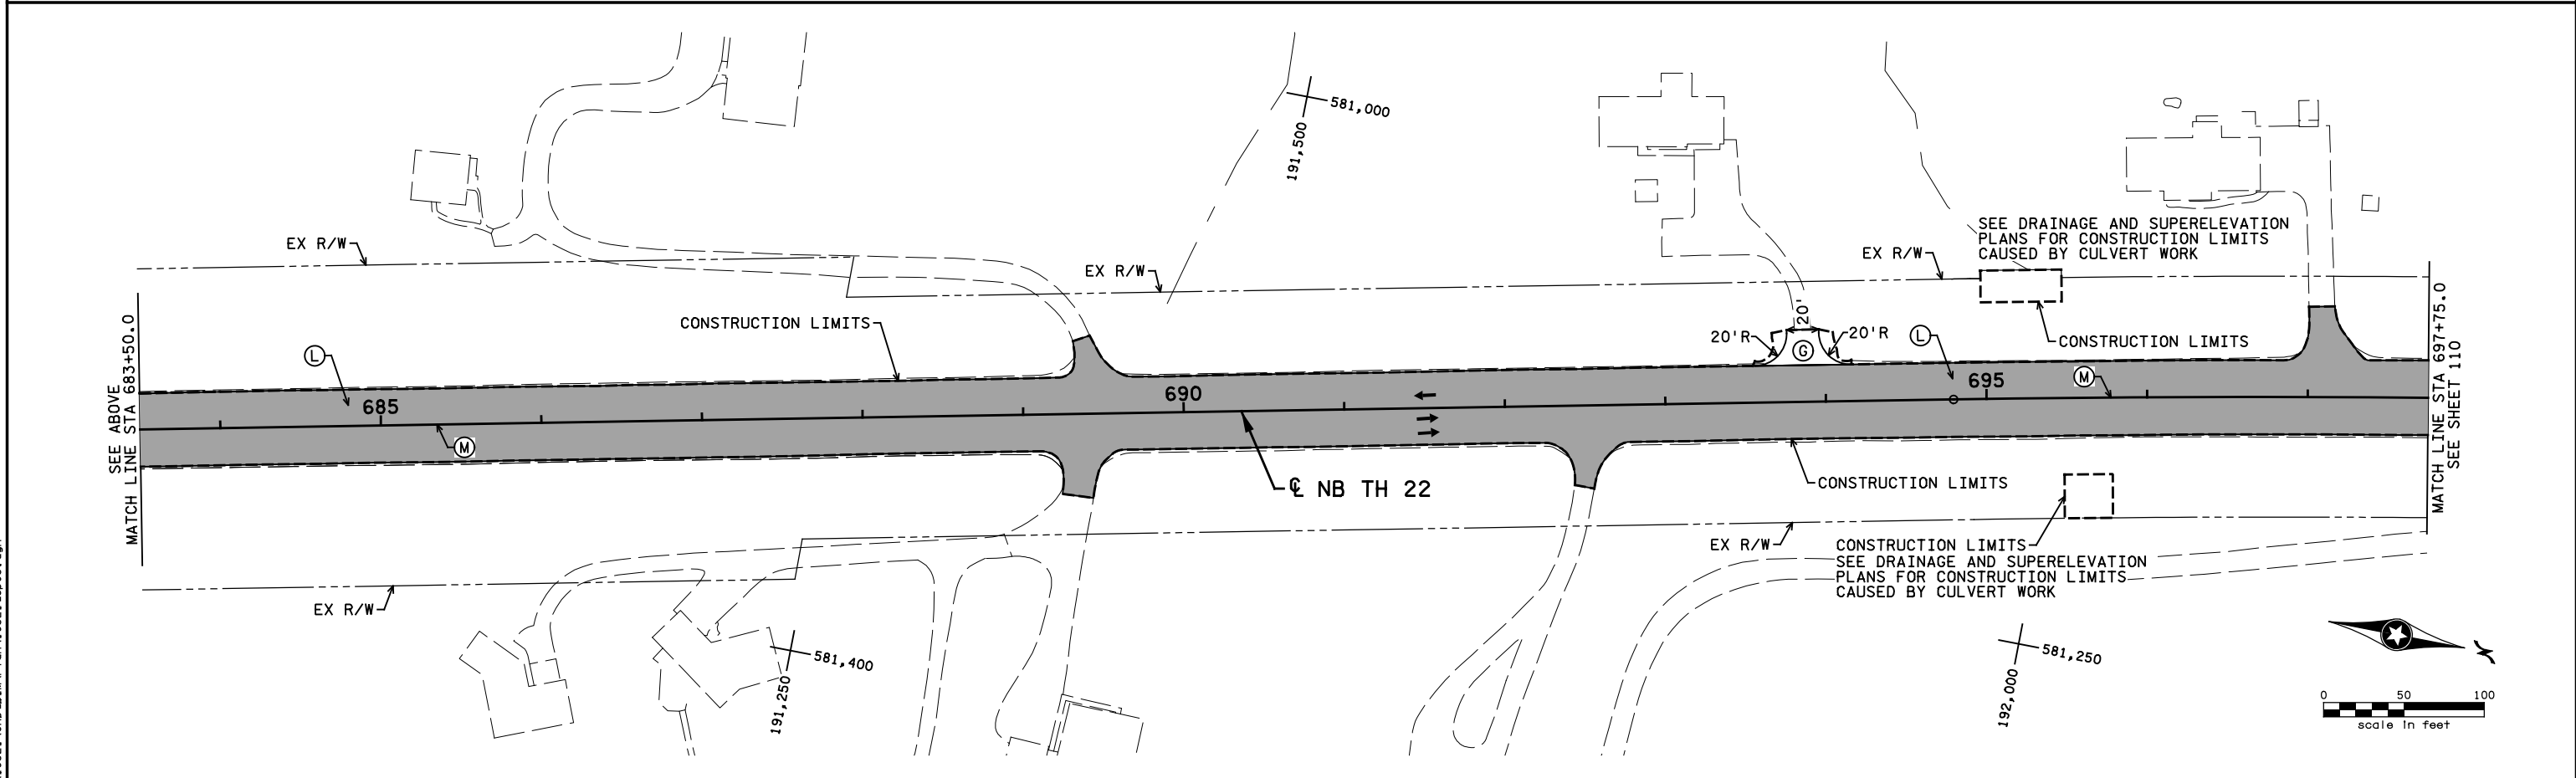 581,000
191,500
SEE DRAINAGE AND SUPERELEVATION
PLANS FOR CONSTRUCTION LIMITS
CAUSED BY CULVERT WORK
EX R/W
EX R/W
EX R/W
CONSTRUCTION LIMITS
20'
20'R
20'R
G
L
CONSTRUCTION LIMITS
L
M
SEE ABOVE
MATCH LINE STA 683+50.0
685
690
695
MATCH LINE STA 697+75.0
SEE SHEET 110
M
℄ NB TH 22
CONSTRUCTION LIMITS
EX R/W
CONSTRUCTION LIMITS
SEE DRAINAGE AND SUPERELEVATION
PLANS FOR CONSTRUCTION LIMITS
CAUSED BY CULVERT WORK
EX R/W
581,400
191,250
581,250
192,000
N
0 50 100
scale in feet